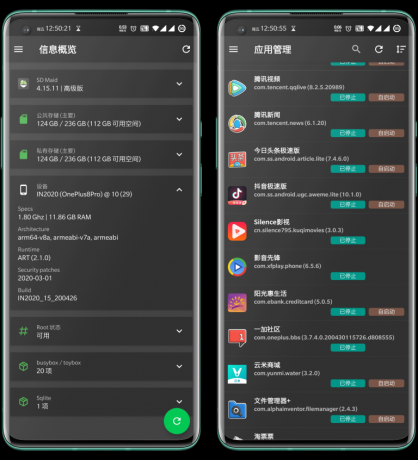 12:50:21
信息概览
SD Maid
4.15.11 | 高级版
公共存储 (主要)
124 GB / 236 GB (112 GB 可用空间)
私有存储 (主要)
124 GB / 236 GB (112 GB 可用空间)
设备
IN2020 (OnePlus8Pro) @ 10 (29)
Specs
1.80 Ghz | 11.86 GB RAM
Architecture
arm64-v8a, armeabi-v7a, armeabi
Runtime
ART (2.1.0)
Security patches
2020-03-01
Build
IN2020_15_200426
Root 状态
可用
busybox / toybox
20 项
Sqlite
1 项
12:50:55
应用管理
已停止 自启动
腾讯视频
com.tencent.qqlive (8.2.5.20989)
已停止 自启动
腾讯新闻
com.tencent.news (6.1.20)
已停止 自启动
今日头条极速版
com.ss.android.article.lite (7.4.6.0)
已停止 自启动
抖音极速版
com.ss.android.ugc.aweme.lite (10.1.0)
已停止 自启动
Silence影视
cn.silence795.kuqimovies (3.0.3)
已停止
影音先锋
com.xfplay.phone (6.5.6)
已停止
阳光惠生活
com.ebank.creditcard (5.0.5)
已停止 自启动
一加社区
com.oneplus.bbs (3.7.4.0.200430115726.d808555)
已停止
云米商城
com.yunmi.water (3.2.0)
已停止 自启动
文件管理器+
com.alphainventor.filemanager (2.4.3)
已停止 自启动
淘票票